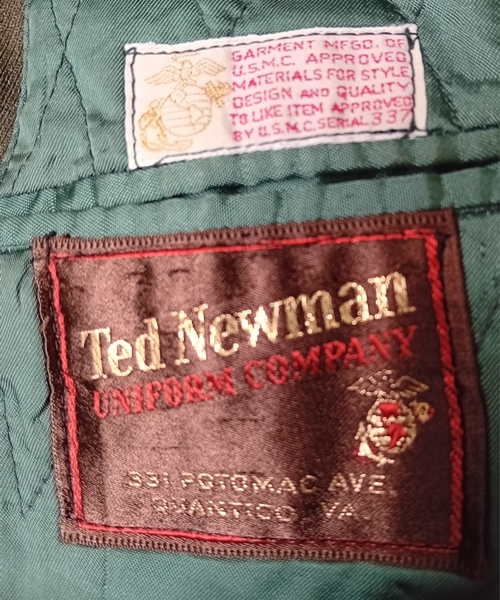 GARMENT MFGD. OF
U.S.M.C. APPROVED
MATERIALS FOR STYLE
DESIGN AND QUALITY
TO LIKE ITEM APPROVED
BY U.S.M.C. SERIAL 337
Ted Newman
UNIFORM COMPANY
331 POTOMAC AVE.
QUANTICO, VA.